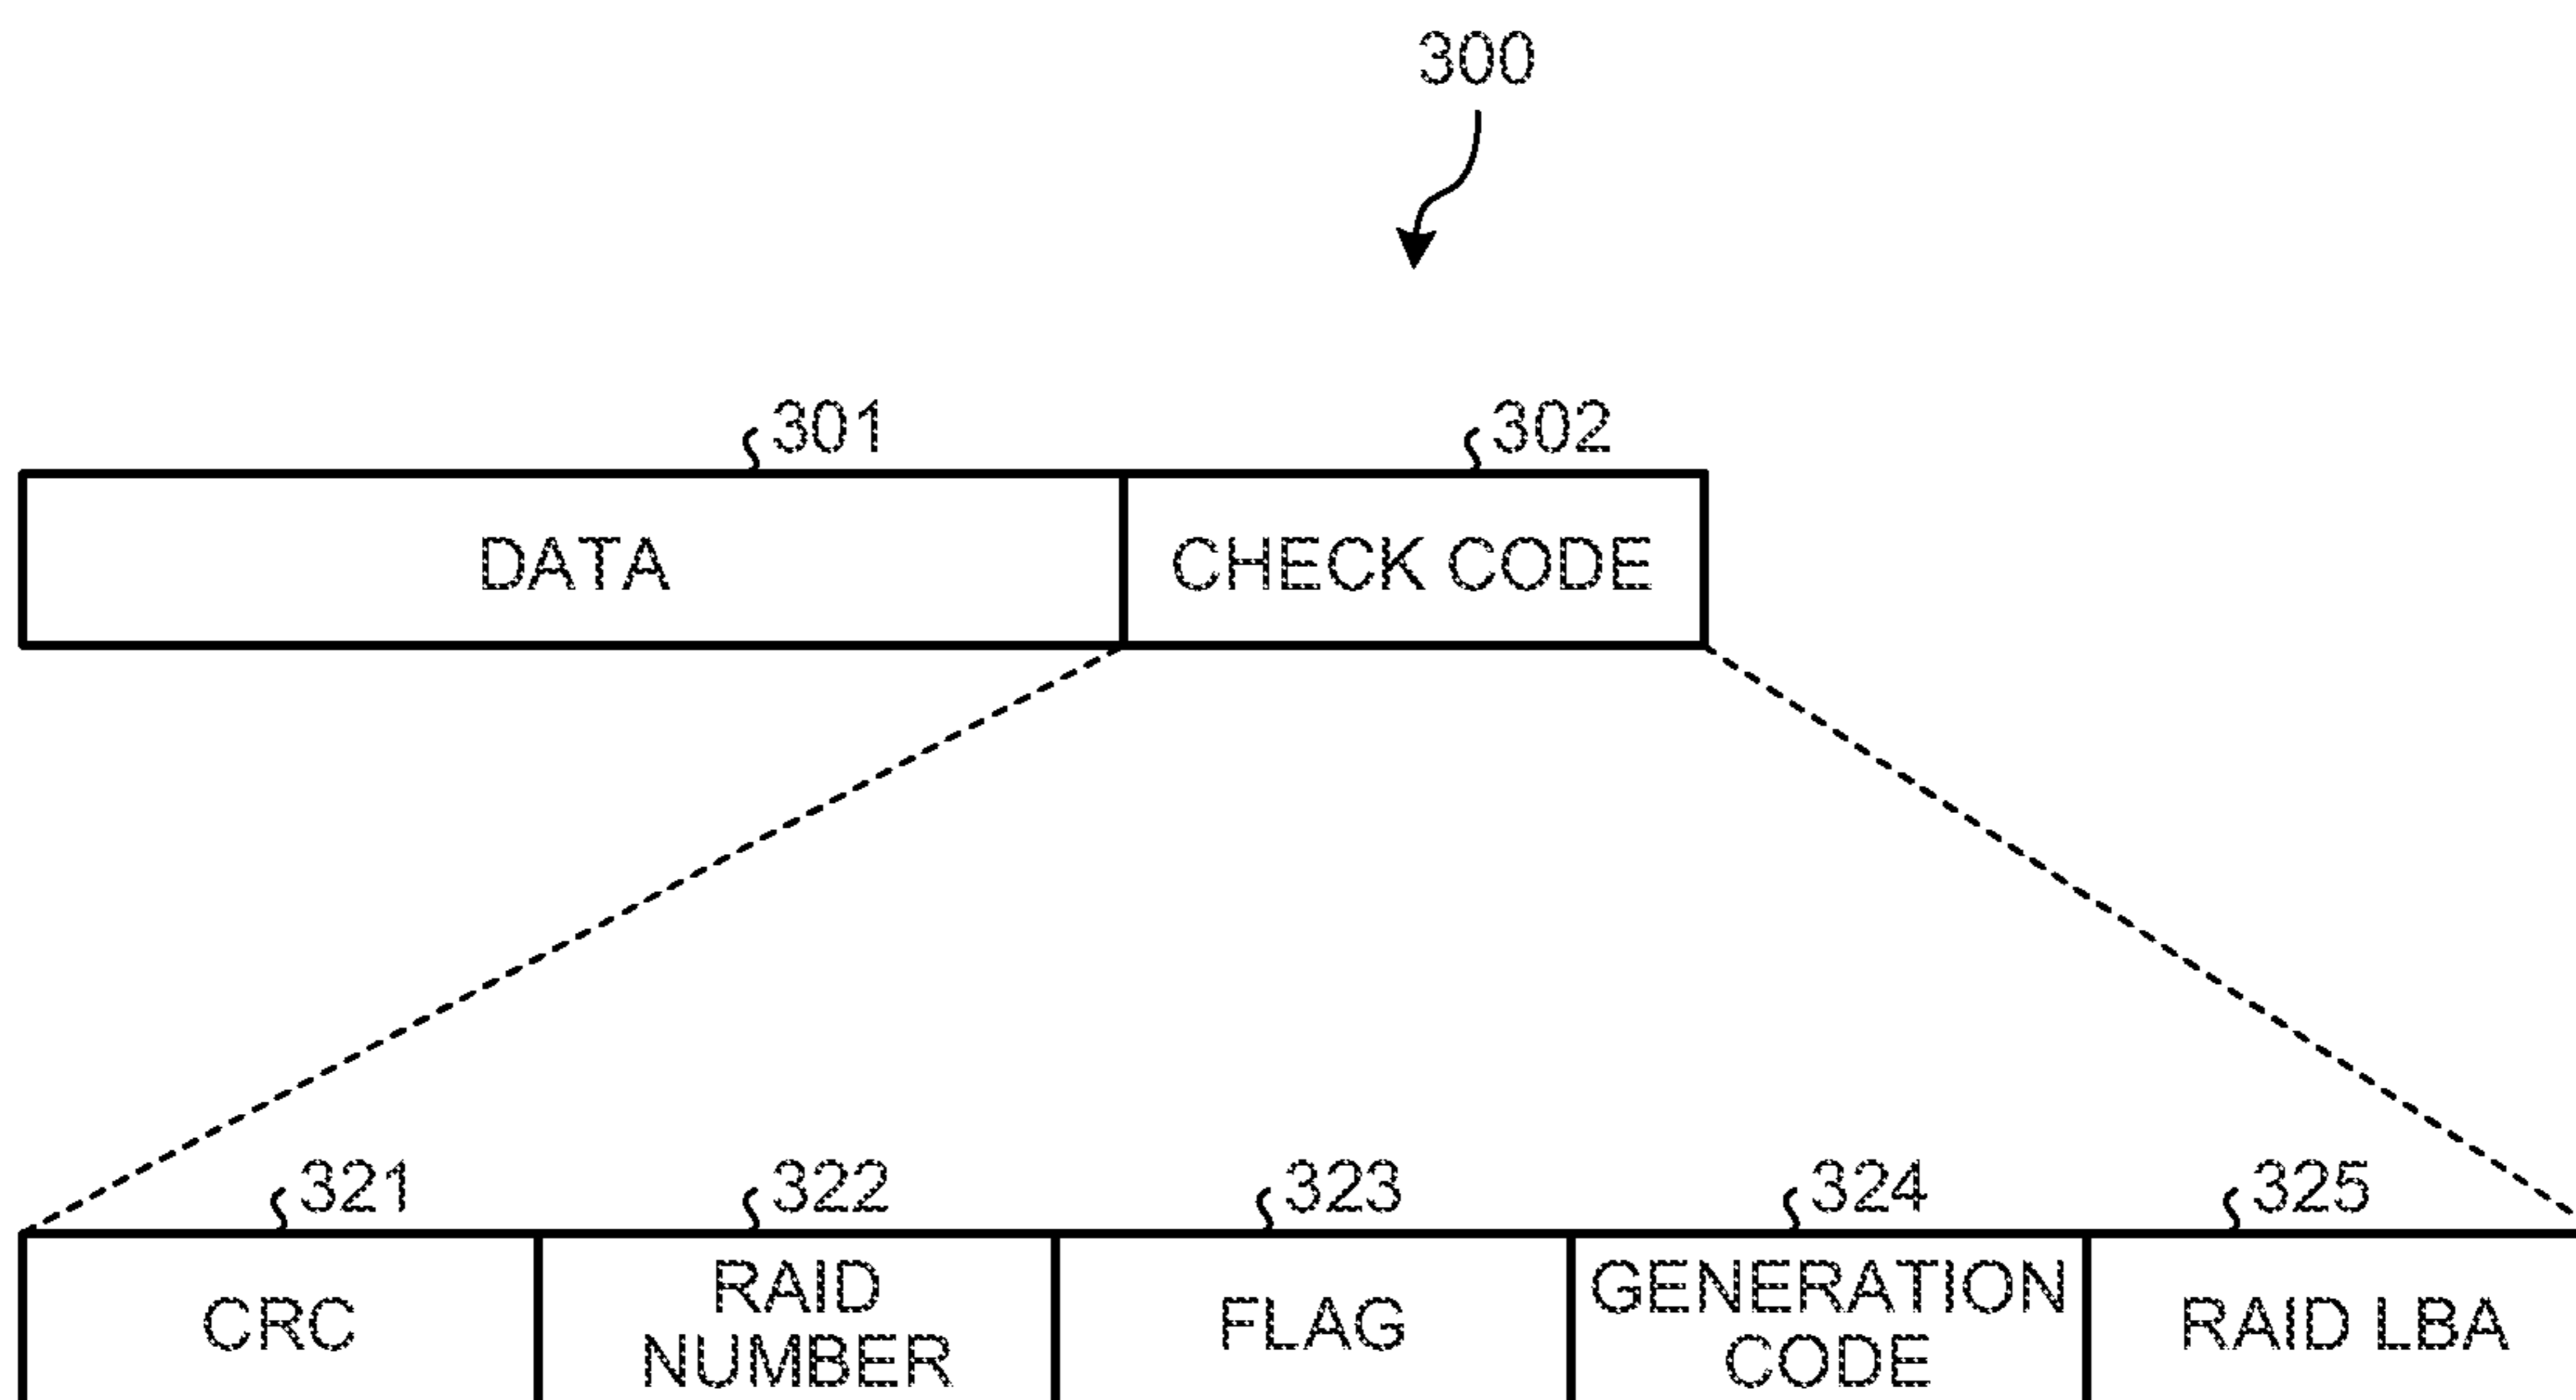 300
301
302
DATA
CHECK CODE
321
322
323
324
325
CRC
RAID
NUMBER
FLAG
GENERATION
CODE
RAID LBA